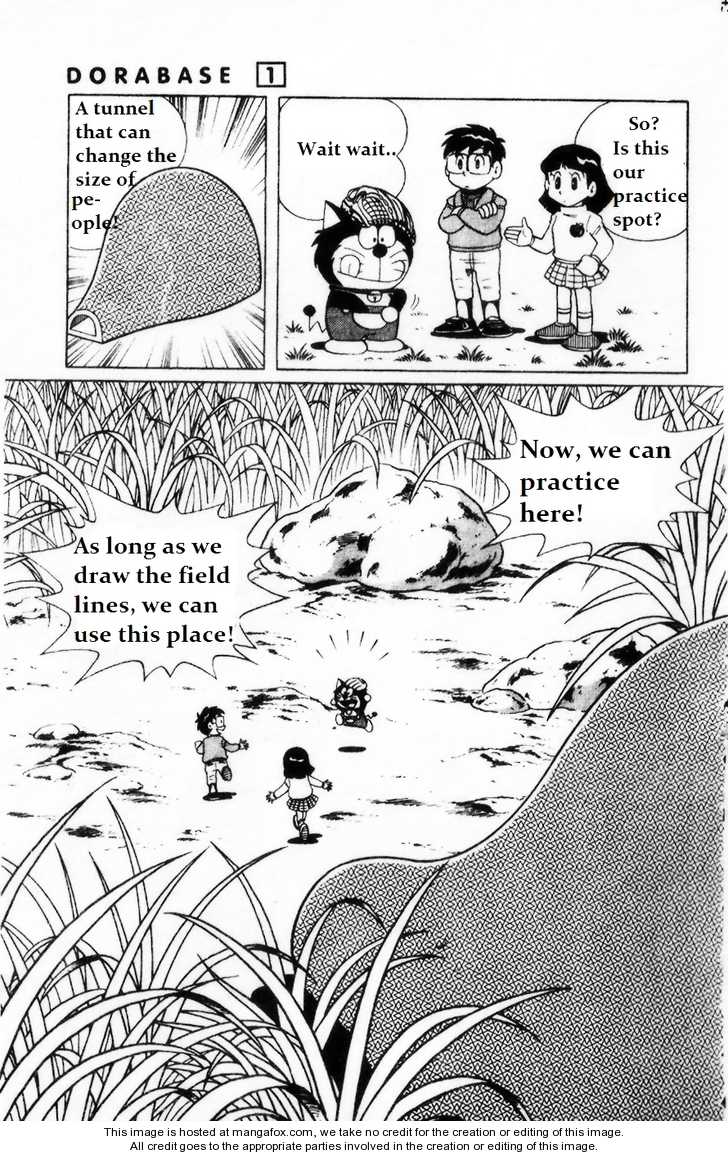 DORABASE 1
Wait wait..
So?
Is this
our
practice
spot?
A tunnel
that can
change the
size of
pe-
ople!
Now, we can
practice
here!
As long as we
draw the field
lines, we can
use this place!
This image is hosted at mangafox.com, we take no credit for the creation or editing of this image.
All credit goes to the appropriate parties involved in the creation or editing of this image.